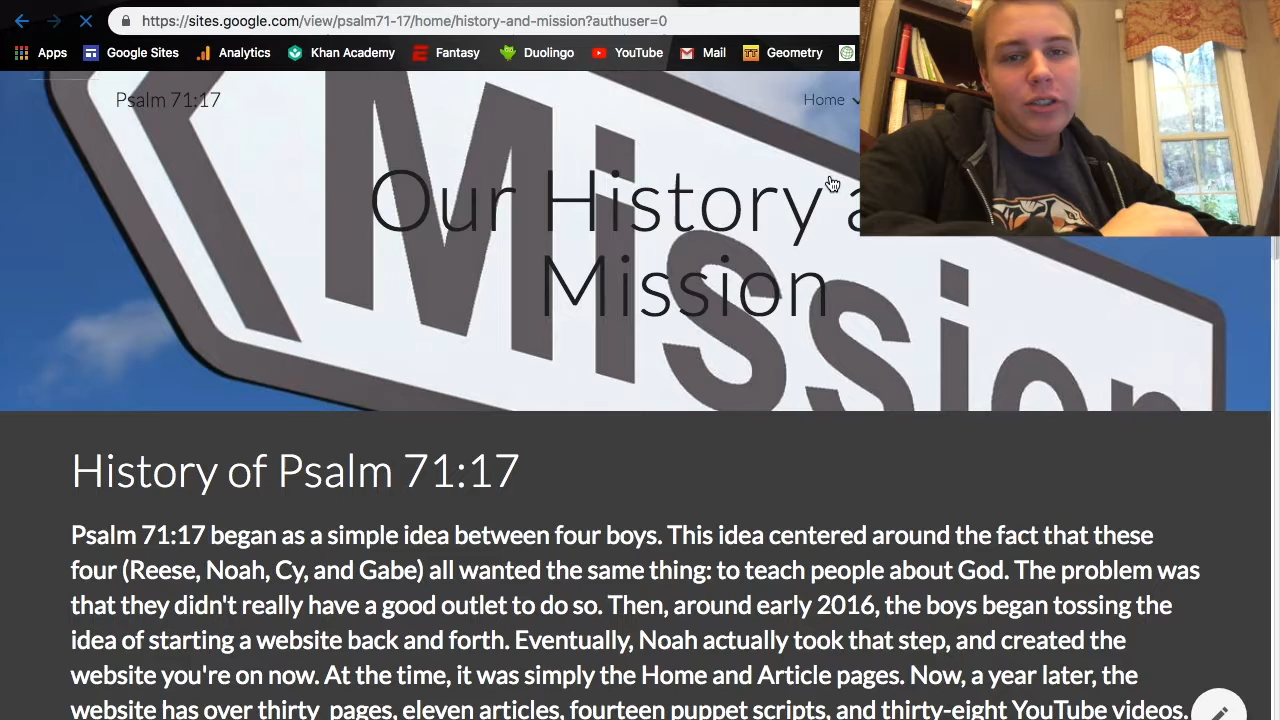 https://sites.google.com/view/psalm71-17/home/history-and-mission?authuser=0
Apps Google Sites Analytics Khan Academy Fantasy Duolingo YouTube Mail Geometry
Psalm 71:17 Home
Mission
Our History a
Mission
History of Psalm 71:17
Psalm 71:17 began as a simple idea between four boys. This idea centered around the fact that these
four (Reese, Noah, Cy, and Gabe) all wanted the same thing: to teach people about God. The problem was
that they didn't really have a good outlet to do so. Then, around early 2016, the boys began tossing the
idea of starting a website back and forth. Eventually, Noah actually took that step, and created the
website you're on now. At the time, it was simply the Home and Article pages. Now, a year later, the
website has over thirty pages, eleven articles, fourteen puppet scripts, and thirty-eight YouTube videos,